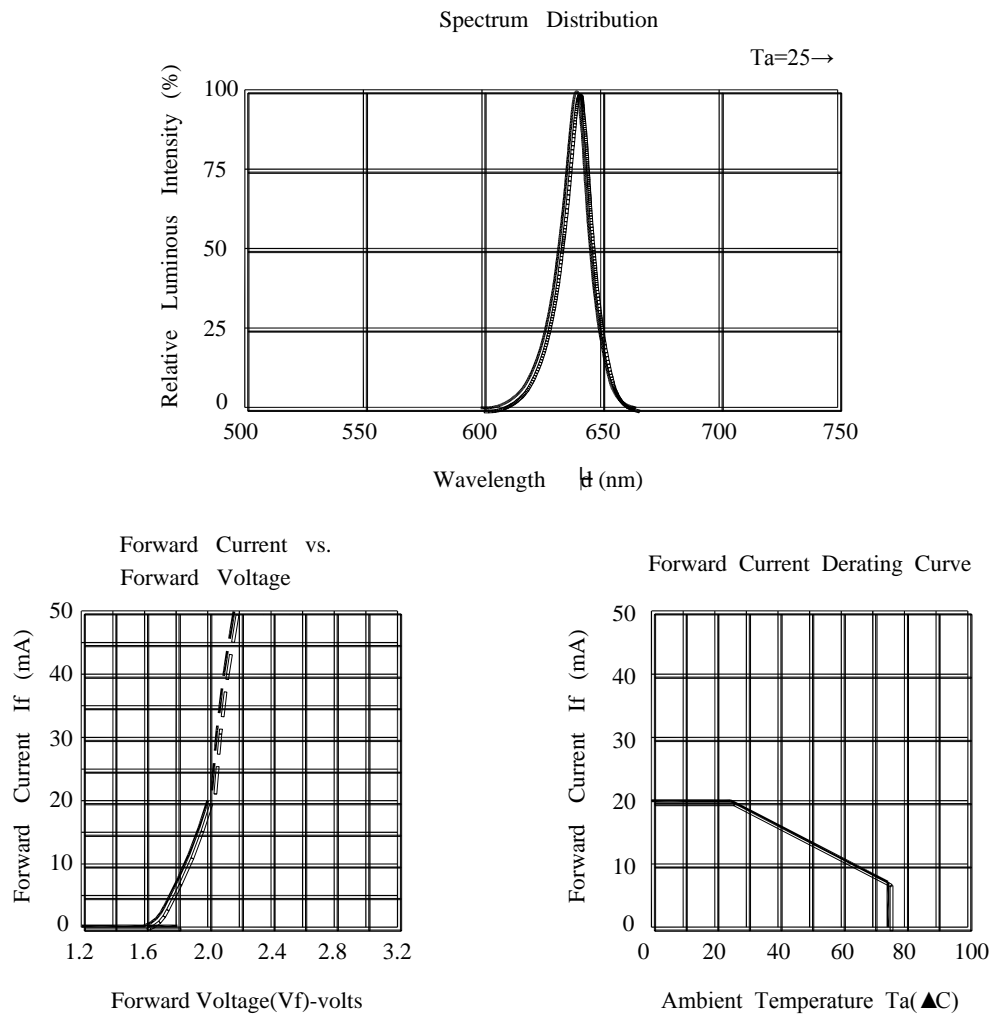 Spectrum Distribution
Ta=25→
Relative Luminous Intensity (%)
100
75
50
25
0
500 550 600 650 700 750
Wavelength (nm)
Forward Current vs.
Forward Voltage
Forward Current If (mA)
50
40
30
20
10
0
1.2 1.6 2.0 2.4 2.8 3.2
Forward Voltage(Vf)-volts
Forward Current Derating Curve
Forward Current If (mA)
50
40
30
20
10
0
0 20 40 60 80 100
Ambient Temperature Ta(▲C)